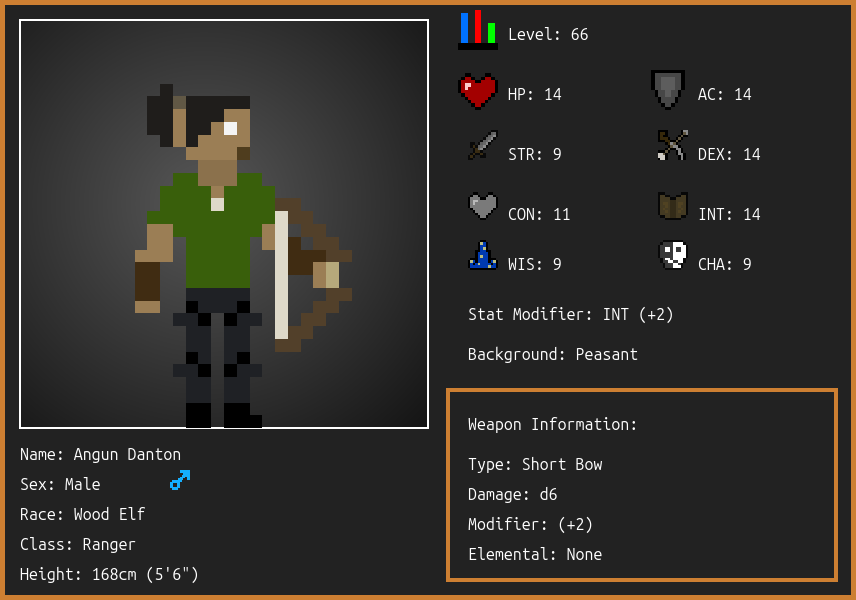 Level: 66
HP: 14
AC: 14
STR: 9
DEX: 14
CON: 11
INT: 14
WIS: 9
CHA: 9
Stat Modifier: INT (+2)
Background: Peasant
Weapon Information:
Type: Short Bow
Damage: d6
Modifier: (+2)
Elemental: None
Name: Angun Danton
Sex: Male
Race: Wood Elf
Class: Ranger
Height: 168cm (5'6")